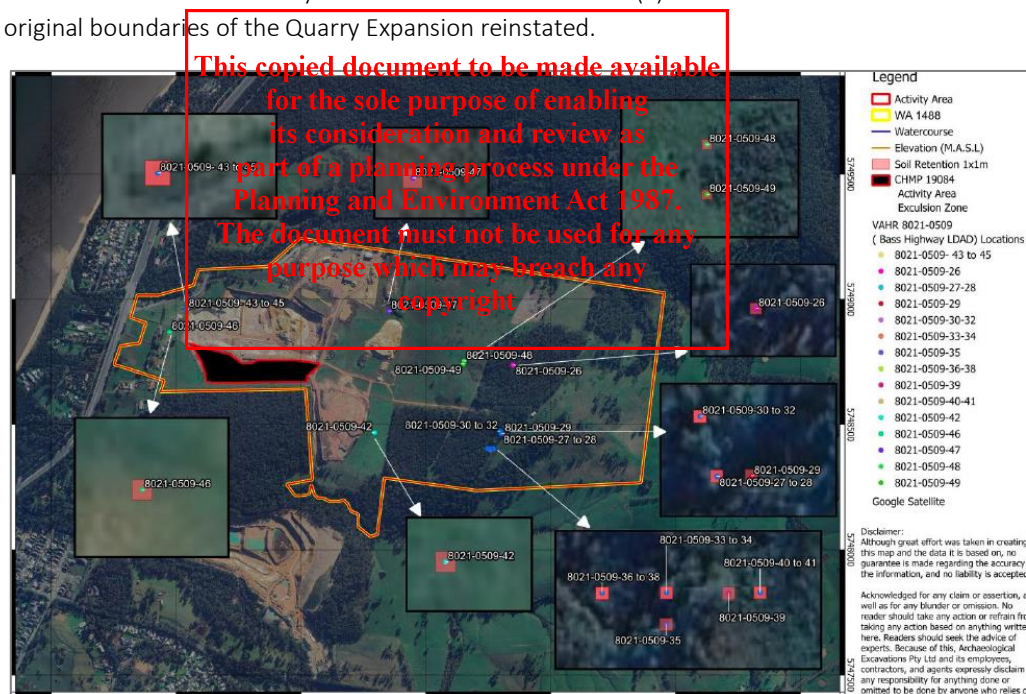 original boundaries of the Quarry Expansion reinstated.
This copied document to be made available
for the sole purpose of enabling
its consideration and review as
part of a planning process under the
Planning and Environment Act 1987.
The document must not be used for any
purpose which may breach any
copyright
8021-0509- 43 to 45
8021-0509-47
8021-0509-48
8021-0509-49
8021-0509-26
8021-0509- 43 to 45
8021-0509-46
8021-0509-47
8021-0509-48
8021-0509-49
8021-0509-26
8021-0509-42
8021-0509-30 to 32
8021-0509-29
8021-0509-27 to 28
8021-0509-30 to 32
8021-0509-29
8021-0509-27 to 28
8021-0509-46
8021-0509-42
8021-0509-33 to 34
8021-0509-36 to 38
8021-0509-40 to 41
8021-0509-39
8021-0509-35
5749500
5749000
5748500
5748000
5747500
Legend
Activity Area
WA 1488
Watercourse
Elevation (M.A.S.L)
Soil Retention 1x1m
CHMP 19084
Activity Area
Exculsion Zone
VAHR 8021-0509
( Bass Highway LDAD) Locations
8021-0509- 43 to 45
8021-0509-26
8021-0509-27-28
8021-0509-29
8021-0509-30-32
8021-0509-33-34
8021-0509-35
8021-0509-36-38
8021-0509-39
8021-0509-40-41
8021-0509-42
8021-0509-46
8021-0509-47
8021-0509-48
8021-0509-49
Google Satellite
Disclaimer:
Although great effort was taken in creating
this map and the data it is based on, no
guarantee is made regarding the accuracy
the information, and no liability is accepted
Acknowledged for any claim or assertion, a
well as for any blunder or omission. No
reader should take any action or refrain fro
taking any action based on anything writte
here. Readers should seek the advice of
experts. Because of this, Archaeological
Excavations Pty Ltd and its employees,
contractors, and agents expressly disclaim
any responsibility for anything done or
omitted to be done by anyone who relies o